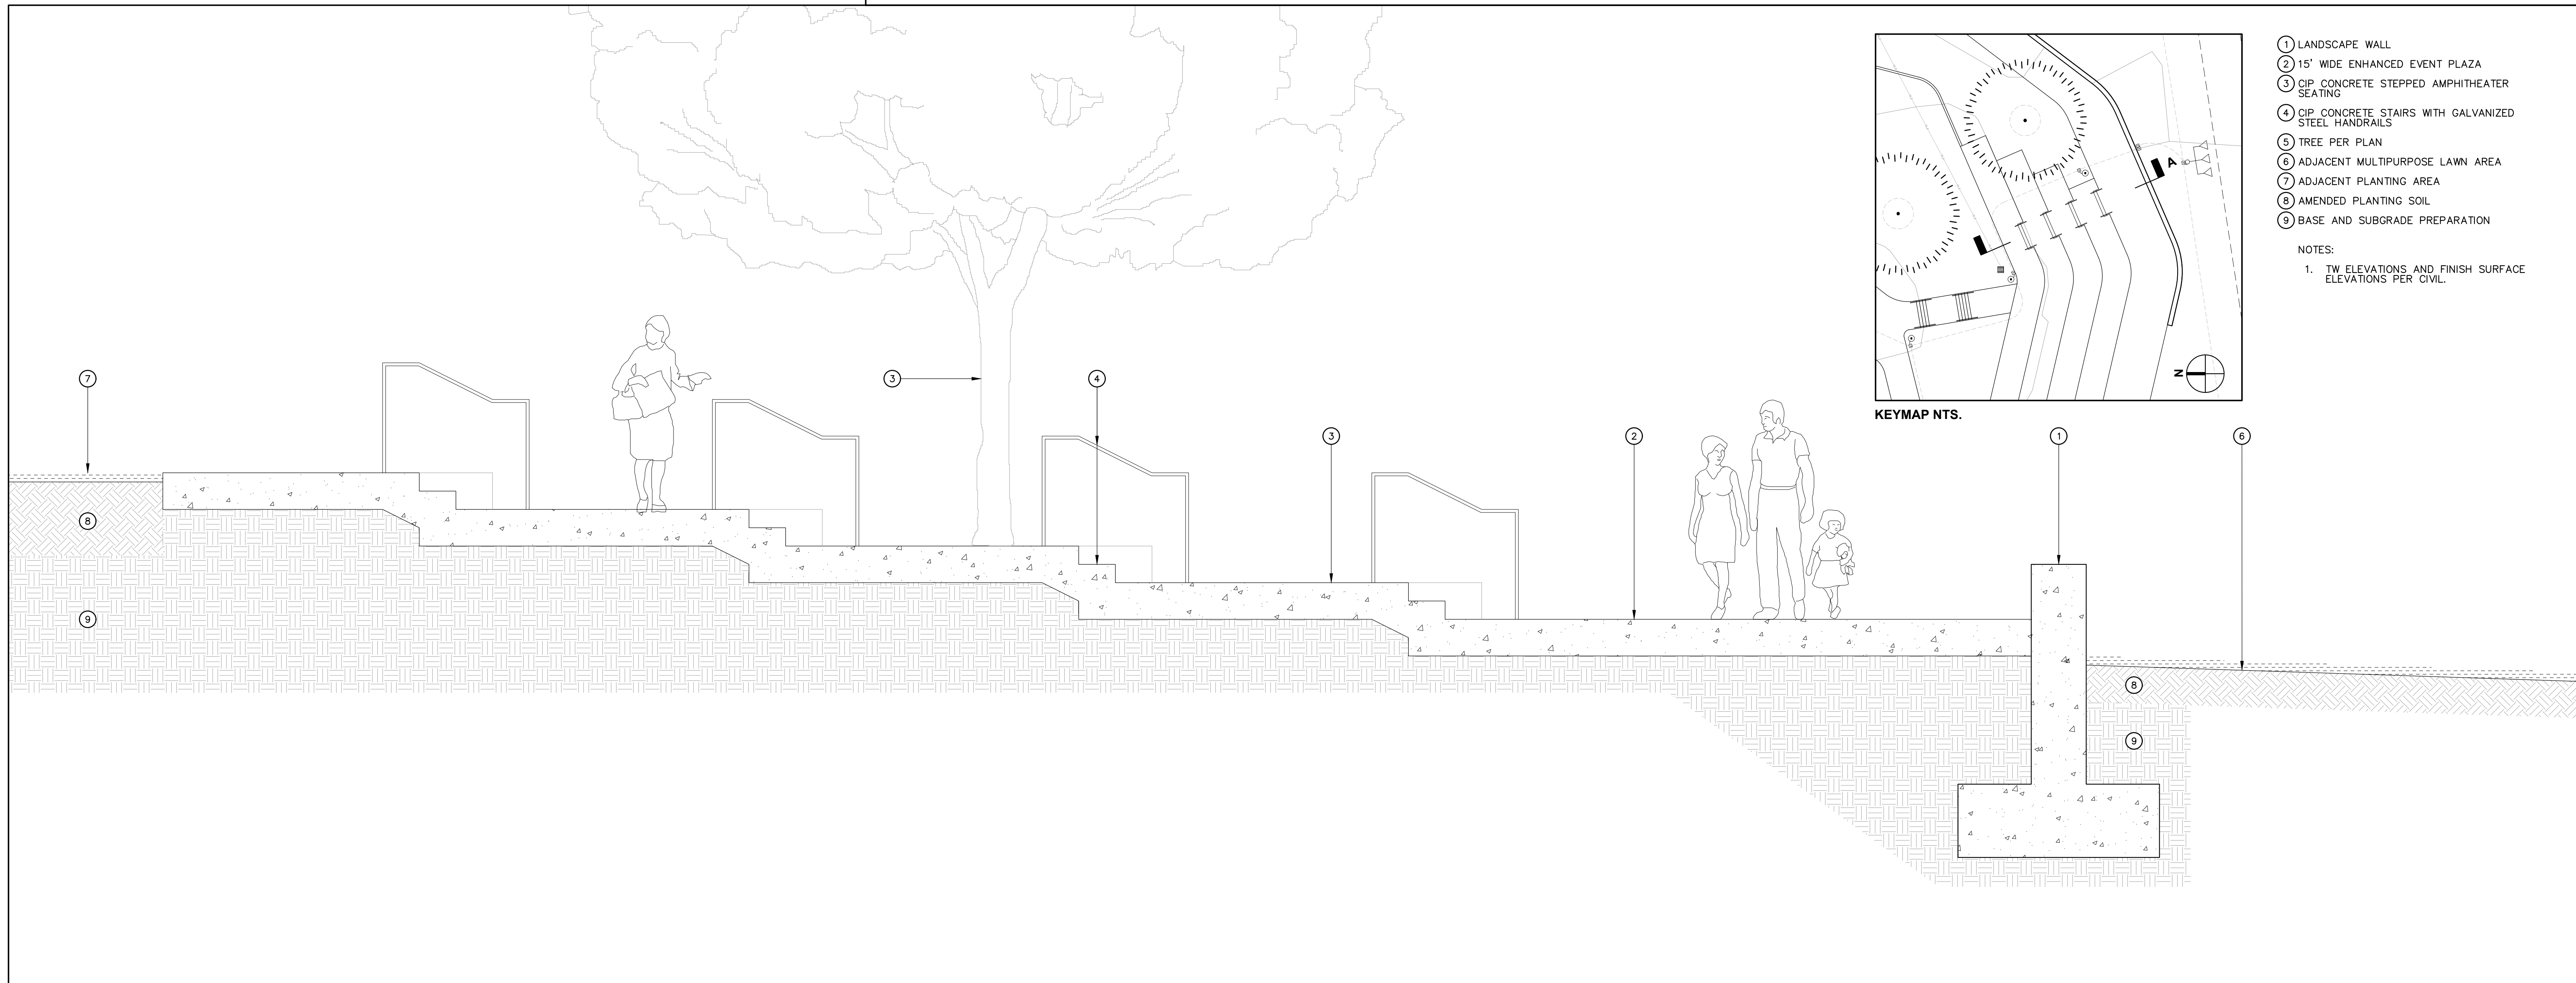 1 LANDSCAPE WALL
2 15' WIDE ENHANCED EVENT PLAZA
3 CIP CONCRETE STEPPED AMPHITHEATER
SEATING
4 CIP CONCRETE STAIRS WITH GALVANIZED
STEEL HANDRAILS
5 TREE PER PLAN
6 ADJACENT MULTIPURPOSE LAWN AREA
7 ADJACENT PLANTING AREA
8 AMENDED PLANTING SOIL
9 BASE AND SUBGRADE PREPARATION
NOTES:
1. TW ELEVATIONS AND FINISH SURFACE
ELEVATIONS PER CIVIL.
A
N
KEYMAP NTS.
7
3
4
3
2
1
6
8
9
8
9